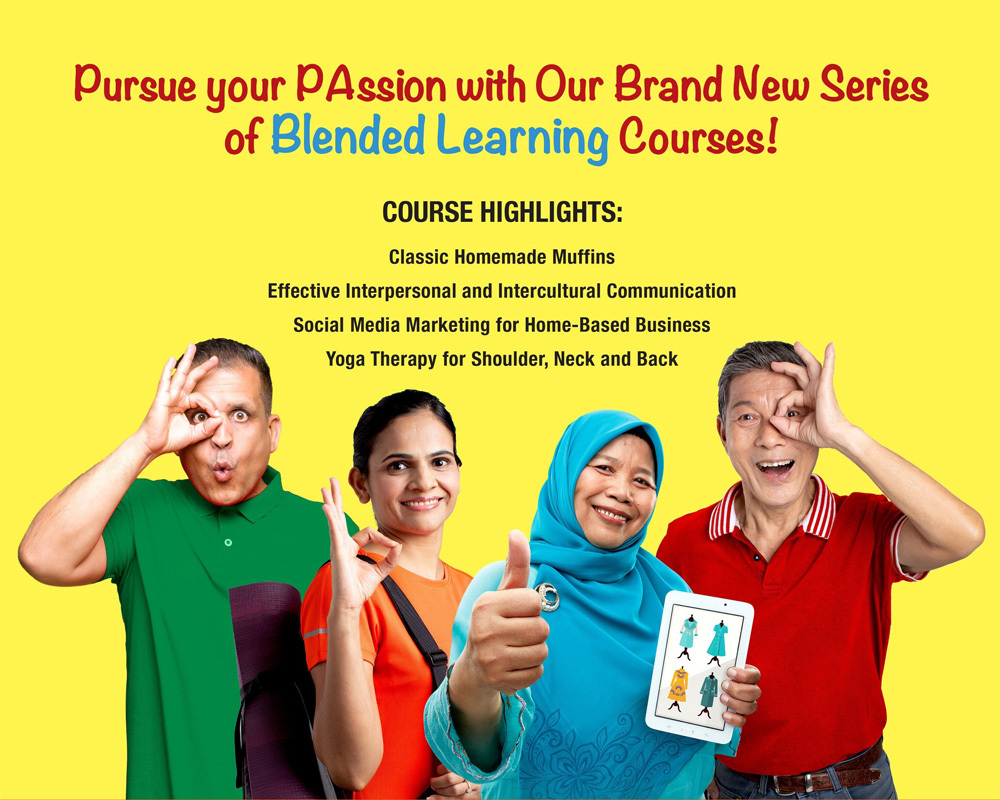 Pursue your PAssion with Our Brand New Series
of Blended Learning Courses!
COURSE HIGHLIGHTS:
Classic Homemade Muffins
Effective Interpersonal and Intercultural Communication
Social Media Marketing for Home-Based Business
Yoga Therapy for Shoulder, Neck and Back